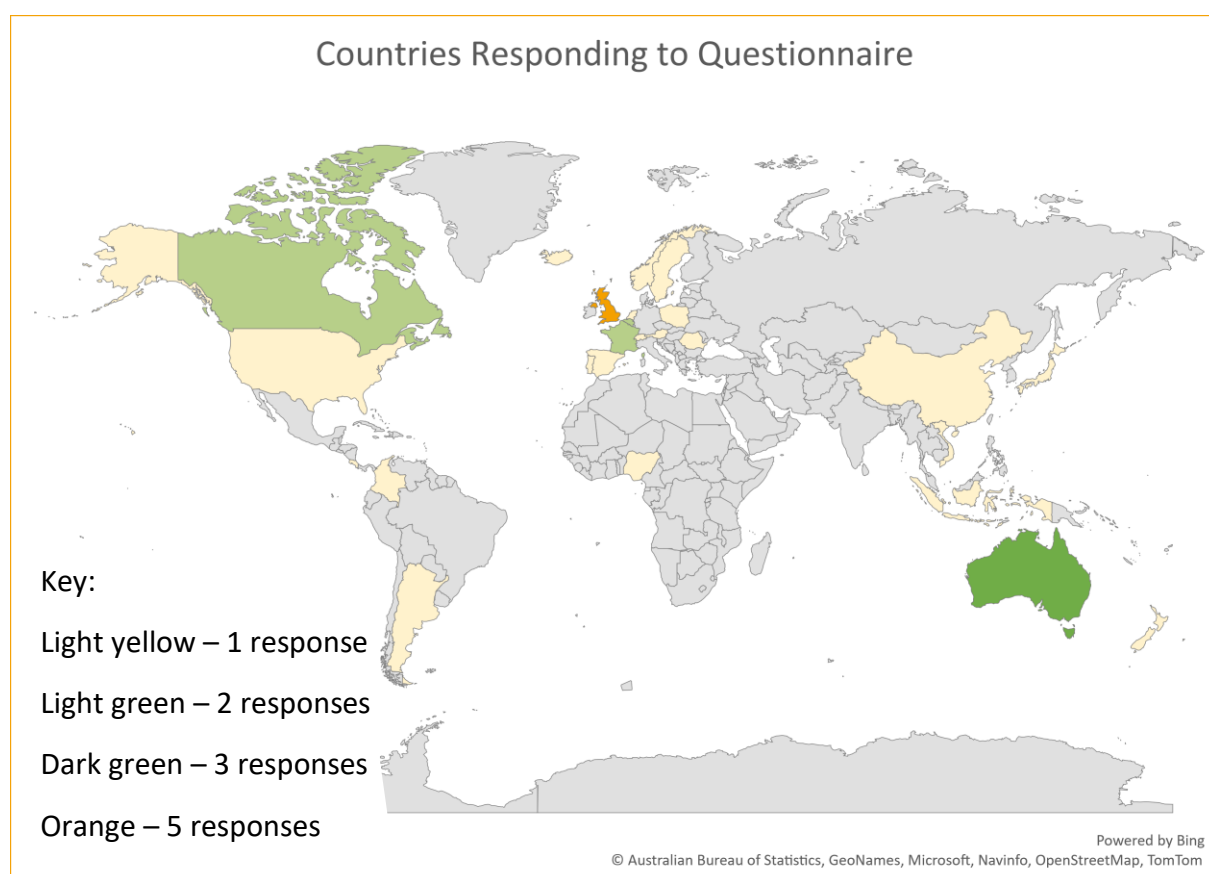 Countries Responding to Questionnaire
Key:
Light yellow – 1 response
Light green – 2 responses
Dark green – 3 responses
Orange – 5 responses
Powered by Bing
© Australian Bureau of Statistics, GeoNames, Microsoft, Navinfo, OpenStreetMap, TomTom